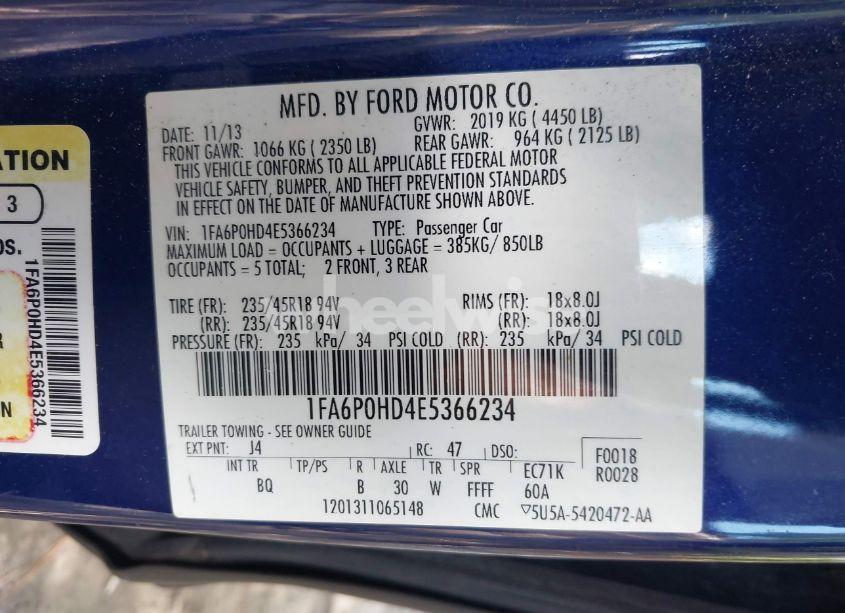 MFD. BY FORD MOTOR CO.
DATE: 11/13
GVWR: 2019 KG ( 4450 LB)
FRONT GAWR: 1066 KG ( 2350 LB)
REAR GAWR: 964 KG ( 2125 LB)
THIS VEHICLE CONFORMS TO ALL APPLICABLE FEDERAL MOTOR
VEHICLE SAFETY, BUMPER, AND THEFT PREVENTION STANDARDS
IN EFFECT ON THE DATE OF MANUFACTURE SHOWN ABOVE.
VIN: 1FA6P0HD4E5366234 TYPE: Passenger Car
MAXIMUM LOAD = OCCUPANTS + LUGGAGE = 385KG/ 850LB
OCCUPANTS = 5 TOTAL; 2 FRONT, 3 REAR
TIRE (FR): 235/45R18 94V RIMS (FR): 18x8.0J
(RR): 235/45R18 94V (RR): 18x8.0J
PRESSURE (FR): 235 kPa/ 34 PSI COLD (RR): 235 kPa/ 34 PSI COLD
1FA6P0HD4E5366234
TRAILER TOWING - SEE OWNER GUIDE
EXT PNT: J4 RC: 47 DSO: F0018
R0028
INT TR TP/PS R AXLE TR SPR EC71K
BQ B 30 W FFFF 60A
1201311065148 CMC ▽5U5A-5420472-AA
ATION
3
OS.
R
N
1FA6P0HD4E5366234
heelwis